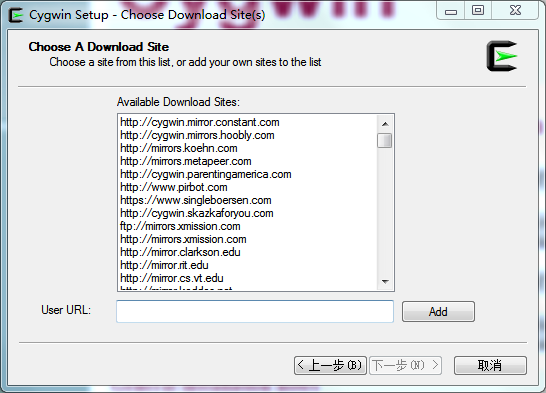 Cygwin
Cygwin Setup - Choose Download Site(s)
Choose A Download Site
Choose a site from this list, or add your own sites to the list
Available Download Sites:
http://cygwin.mirror.constant.com
http://cygwin.mirrors.hoobly.com
http://mirrors.koehn.com
http://mirrors.metapeer.com
http://cygwin.parentingamerica.com
http://www.pirbot.com
https://www.singleboersen.com
http://cygwin.skazkaforyou.com
ftp://mirrors.xmission.com
http://mirrors.xmission.com
http://mirror.clarkson.edu
http://mirror.rit.edu
http://mirror.cs.vt.edu
User URL:
Add
< 上一步(B)
下一步(N) >
取消